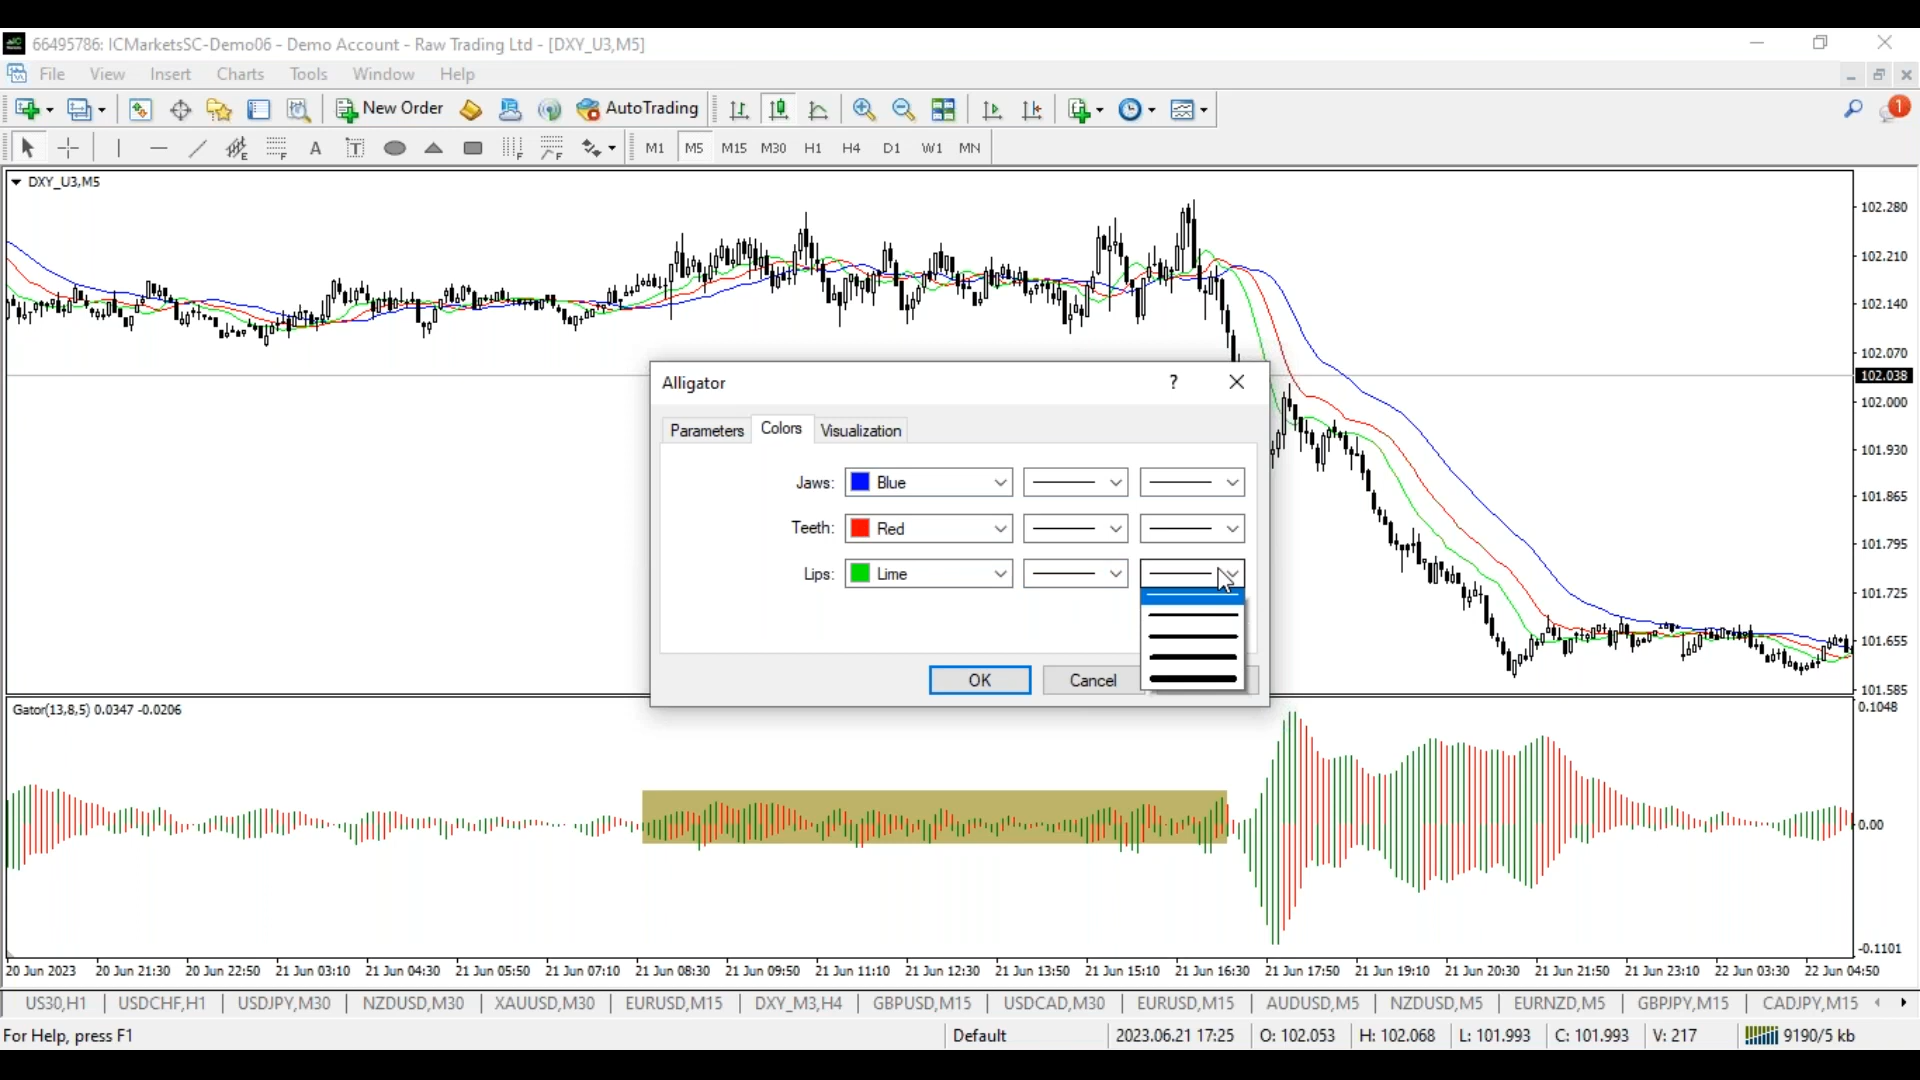 66495786: ICMarketsSC-Demo06 - Demo Account - Raw Trading Ltd - [DXY_U3,M5]
File View Insert Charts Tools Window Help
New Order AutoTrading 1
E F A T F F M1 M5 M15 M30 H1 H4 D1 W1 MN
DXY_U3,M5
102.280
102.210
102.140
102.070
102.038
102.000
101.930
101.865
101.795
101.725
101.655
101.585
Alligator ?
Parameters Colors Visualization
Jaws: Blue
Teeth: Red
Lips: Lime
OK Cancel
Gator(13,8,5) 0.0347 -0.0206
0.1048
0.00
-0.1101
20 Jun 2023 20 Jun 21:30 20 Jun 22:50 21 Jun 03:10 21 Jun 04:30 21 Jun 05:50 21 Jun 07:10 21 Jun 08:30 21 Jun 09:50 21 Jun 11:10 21 Jun 12:30 21 Jun 13:50 21 Jun 15:10 21 Jun 16:30 21 Jun 17:50 21 Jun 19:10 21 Jun 20:30 21 Jun 21:50 21 Jun 23:10 22 Jun 03:30 22 Jun 04:50
US30,H1 USDCHF,H1 USDJPY,M30 NZDUSD,M30 XAUUSD,M30 EURUSD,M15 DXY_M3,H4 GBPUSD,M15 USDCAD,M30 EURUSD,M15 AUDUSD,M5 NZDUSD,M5 EURNZD,M5 GBPJPY,M15 CADJPY,M15
For Help, press F1 Default 2023.06.21 17:25 O: 102.053 H: 102.068 L: 101.993 C: 101.993 V: 217 9190/5 kb